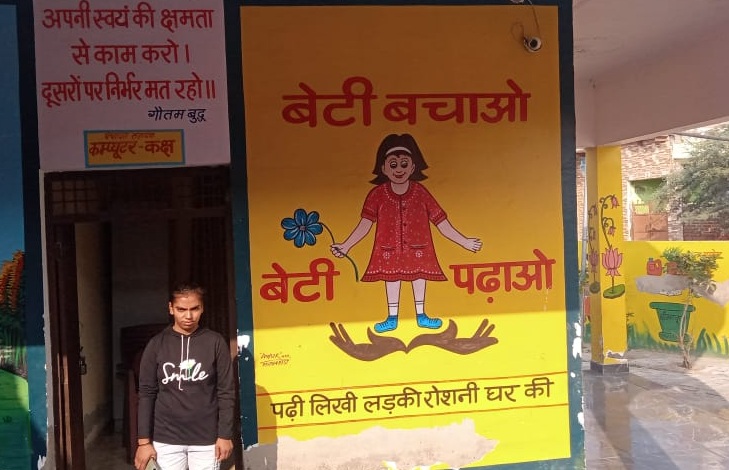 अपनी स्वयं की क्षमता
से काम करो ।
दूसरों पर निर्भर मत रहो ॥
गौतम बुद्ध
कम्प्यूटर-कक्ष
बेटी बचाओ
बेटी पढ़ाओ
पढ़ी लिखी लड़की रोशनी घर की
Smile